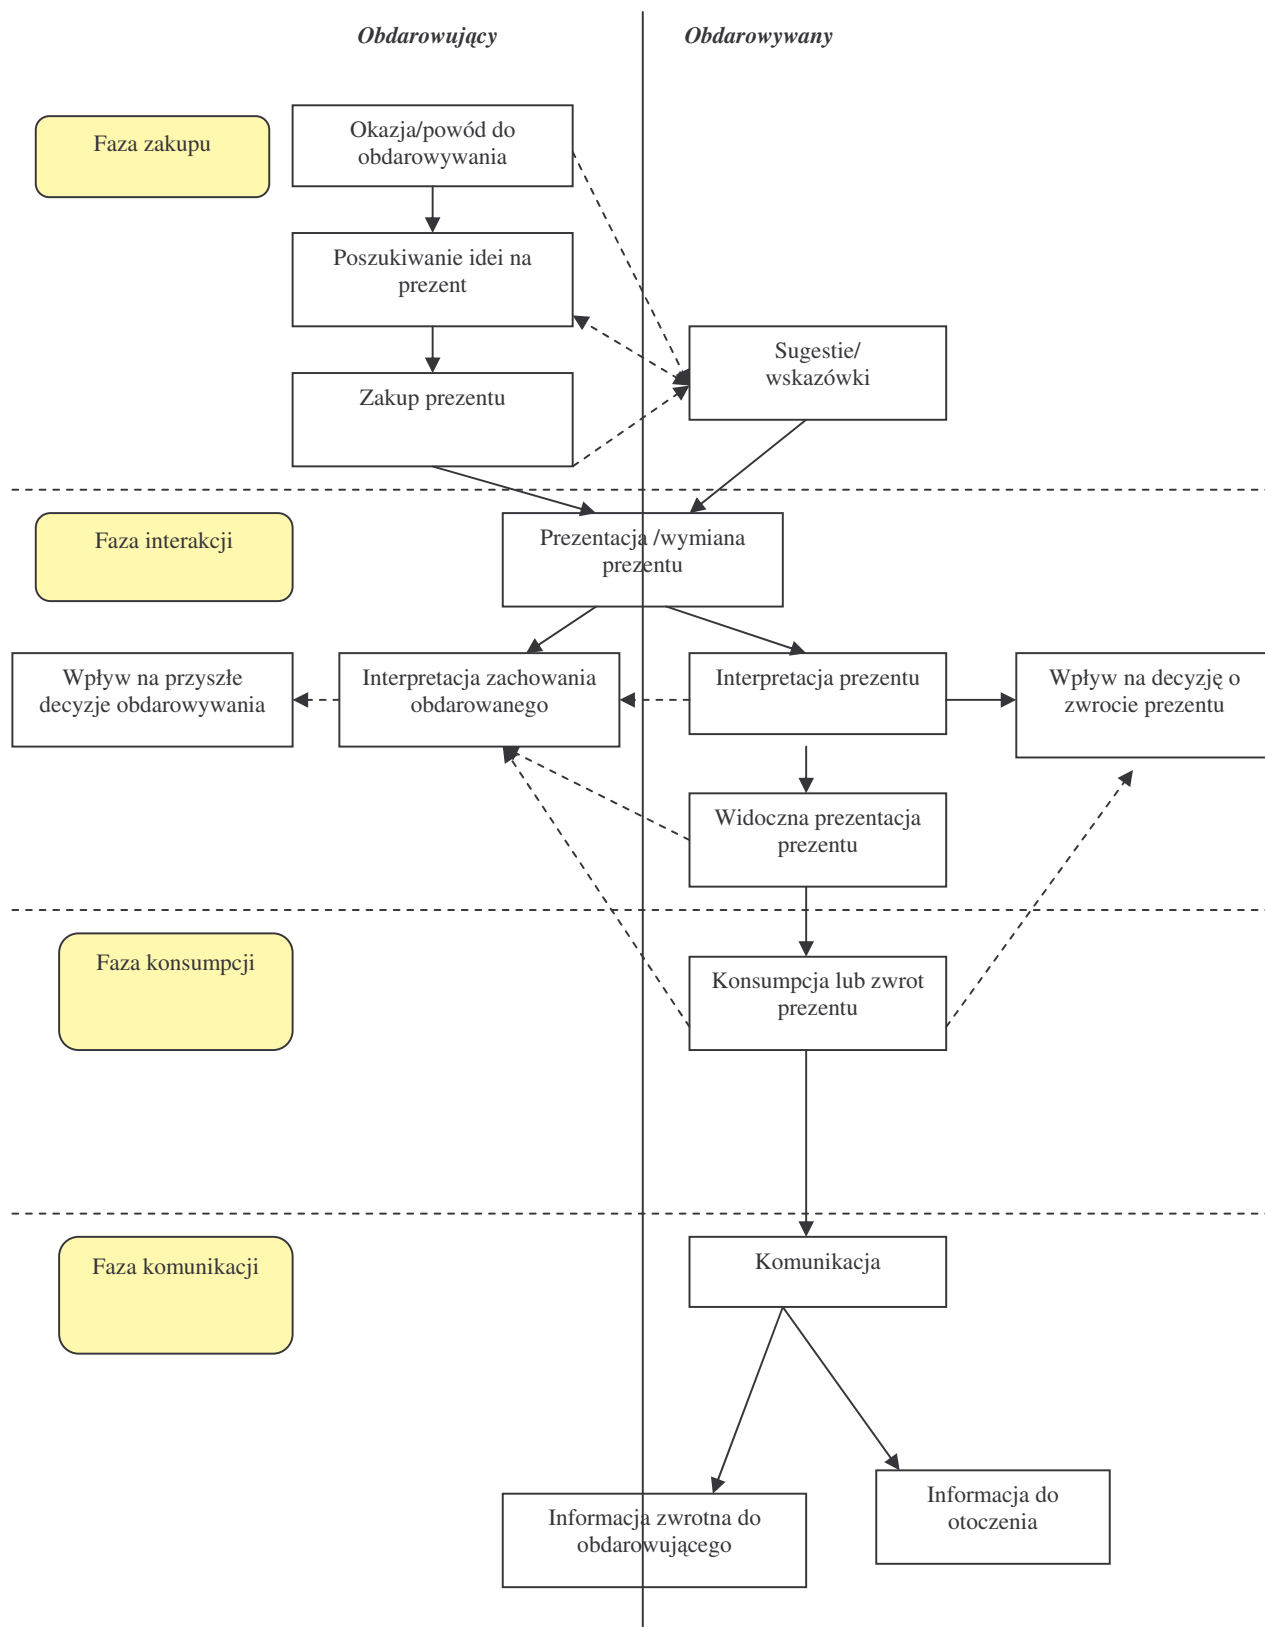 Obdarowujący
Obdarowywany
Faza zakupu
Okazja/powód do
obdarowywania
Poszukiwanie idei na
prezent
Sugestie/
wskazówki
Zakup prezentu
Faza interakcji
Prezentacja /wymiana
prezentu
Wpływ na przyszłe
decyzje obdarowywania
Interpretacja zachowania
obdarowanego
Interpretacja prezentu
Wpływ na decyzję o
zwrocie prezentu
Widoczna prezentacja
prezentu
Faza konsumpcji
Konsumpcja lub zwrot
prezentu
Faza komunikacji
Komunikacja
Informacja zwrotna do
obdarowującego
Informacja do
otoczenia